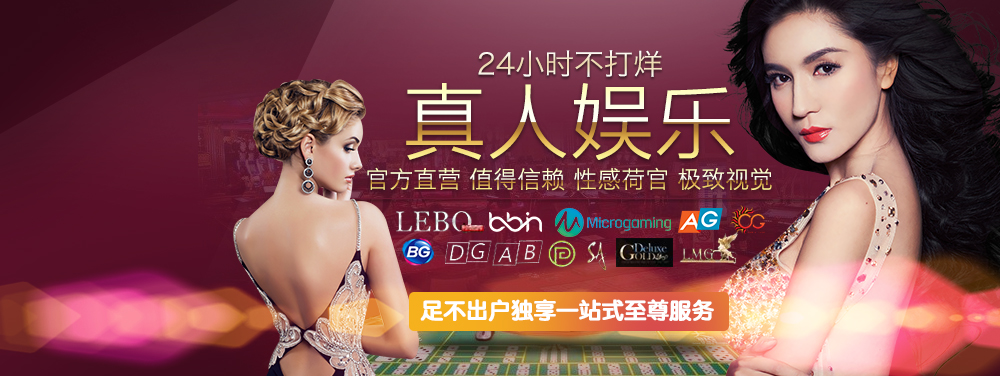 24小时不打烊
真人娱乐
官方直营 值得信赖 性感荷官 极致视觉
LEBO bbin Microgaming AG CG
BG DG AB SA Deluxe GOLD LMG
足不出户独享一站式至尊服务